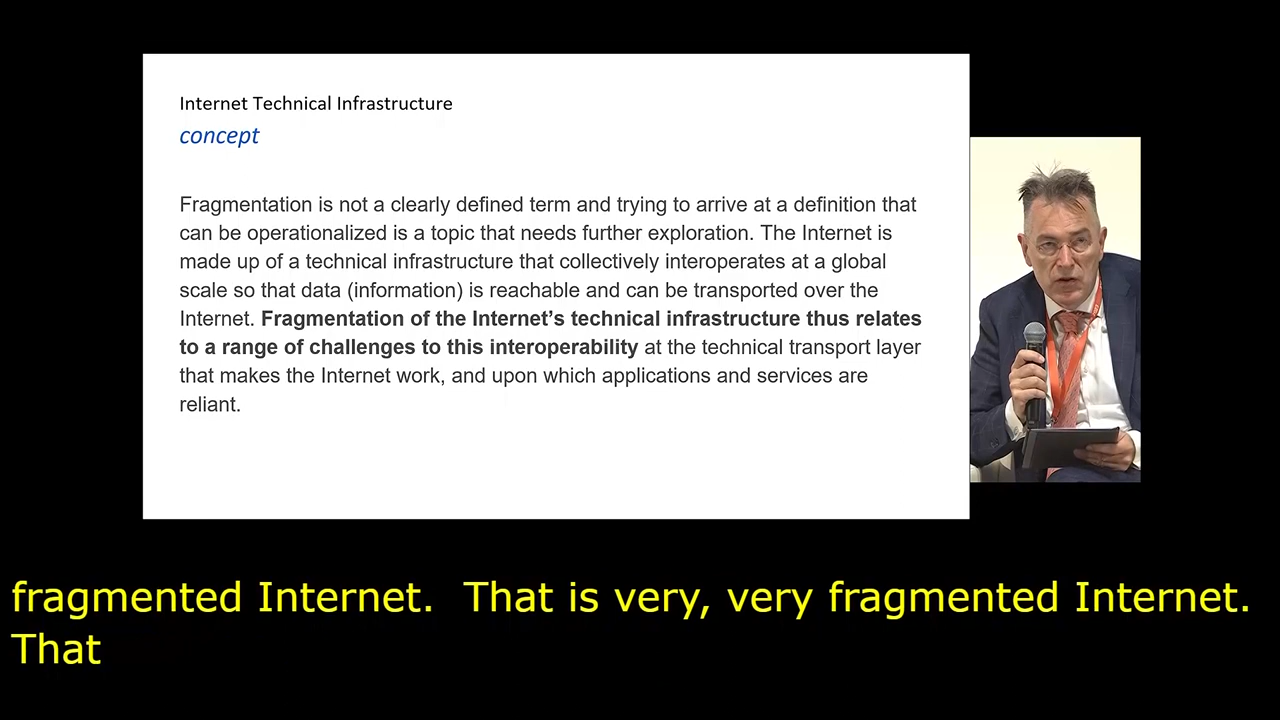 Internet Technical Infrastructure
concept
Fragmentation is not a clearly defined term and trying to arrive at a definition that
can be operationalized is a topic that needs further exploration. The Internet is
made up of a technical infrastructure that collectively interoperates at a global
scale so that data (information) is reachable and can be transported over the
Internet. Fragmentation of the Internet’s technical infrastructure thus relates
to a range of challenges to this interoperability at the technical transport layer
that makes the Internet work, and upon which applications and services are
reliant.
fragmented Internet.  That is very, very fragmented Internet.
That